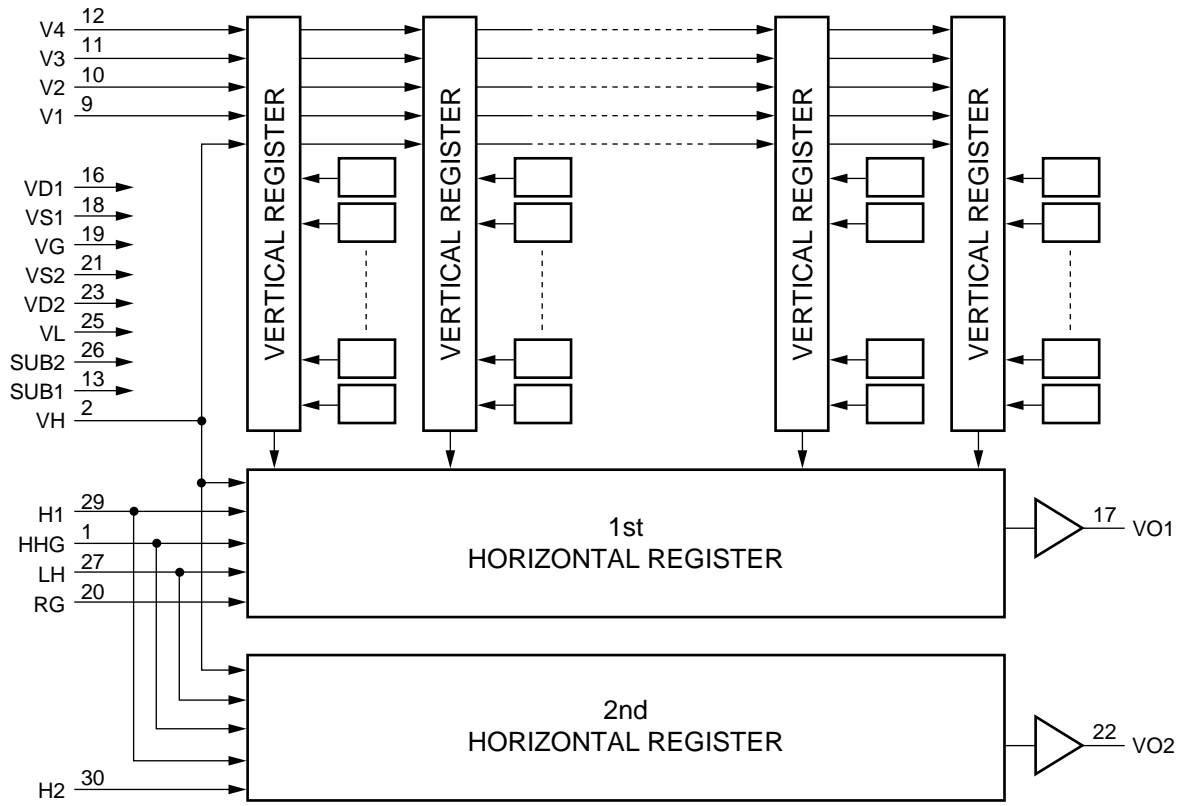 V4 12
V3 11
V2 10
V1 9
VD1 16
VS1 18
VG 19
VS2 21
VD2 23
VL 25
SUB2 26
SUB1 13
VH 2
VERTICAL REGISTER
VERTICAL REGISTER
VERTICAL REGISTER
VERTICAL REGISTER
H1 29
HHG 1
LH 27
RG 20
1st
HORIZONTAL REGISTER
17 VO1
2nd
HORIZONTAL REGISTER
22 VO2
H2 30